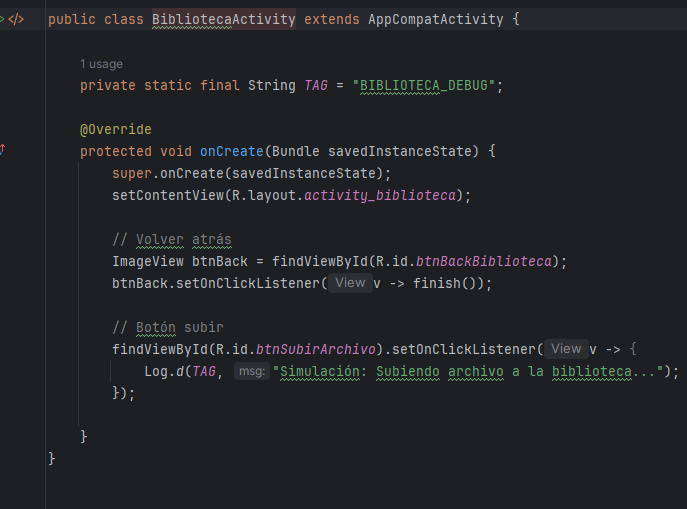 public class BibliotecaActivity extends AppCompatActivity {
1 usage
private static final String TAG = "BIBLIOTECA_DEBUG";
@Override
protected void onCreate(Bundle savedInstanceState) {
super.onCreate(savedInstanceState);
setContentView(R.layout.activity_biblioteca);
// Volver atrás
ImageView btnBack = findViewById(R.id.btnBackBiblioteca);
btnBack.setOnClickListener( View v -> finish());
// Botón subir
findViewById(R.id.btnSubirArchivo).setOnClickListener( View v -> {
Log.d(TAG, msg: "Simulación: Subiendo archivo a la biblioteca...");
});
}
}